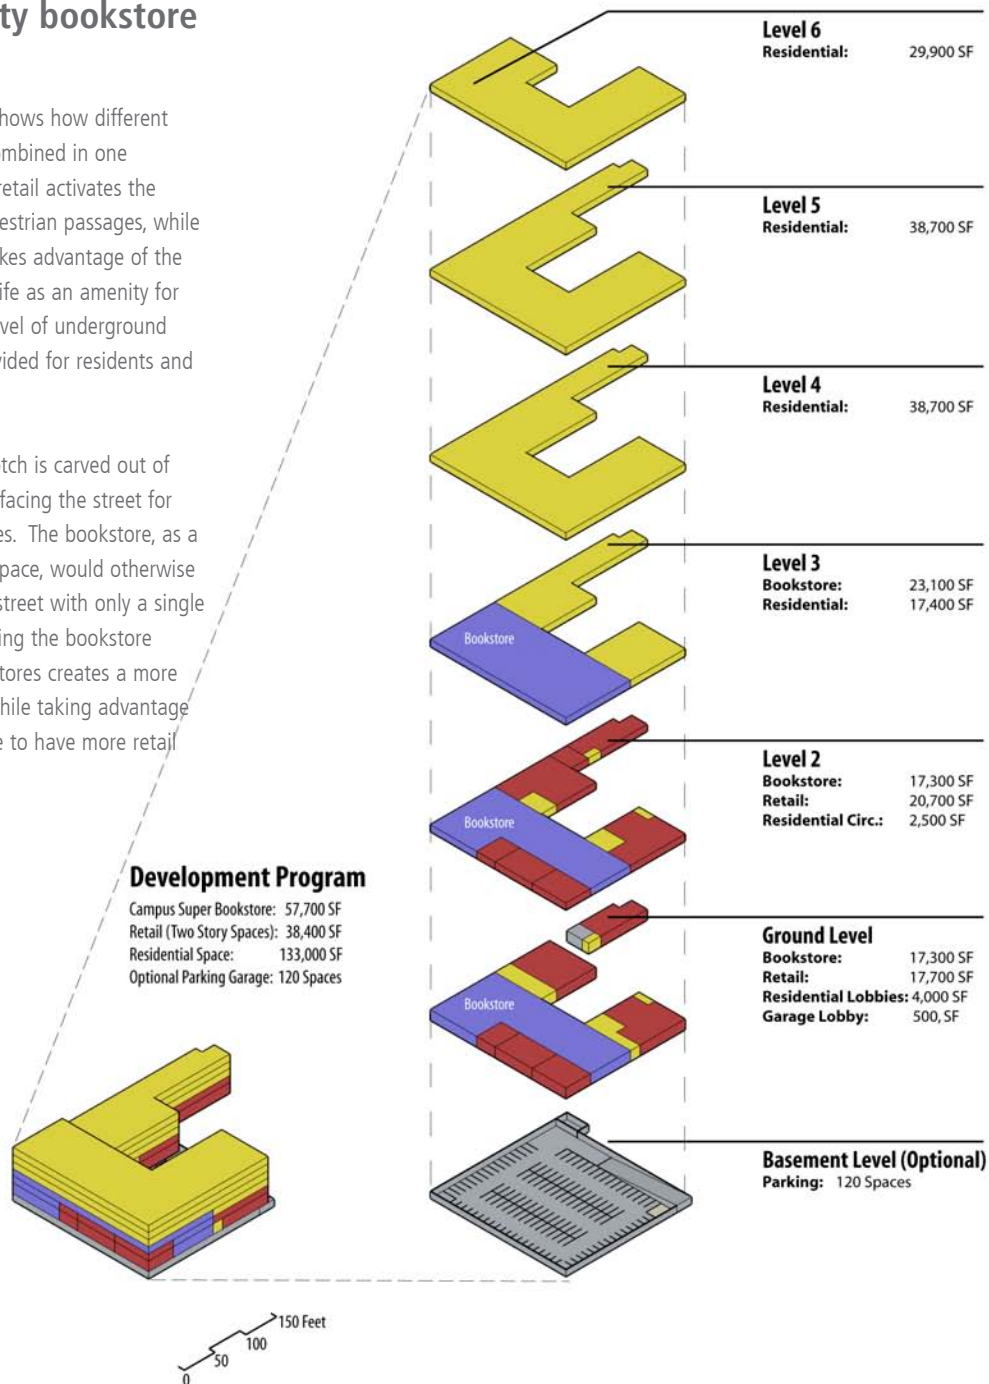 ty bookstore
hows how different
ombined in one
retail activates the
estrian passages, while
kes advantage of the
life as an amenity for
vel of underground
vided for residents and
otch is carved out of
facing the street for
es. The bookstore, as a
space, would otherwise
street with only a single
ing the bookstore
stores creates a more
while taking advantage
e to have more retail
Level 6
Residential: 29,900 SF
Level 5
Residential: 38,700 SF
Level 4
Residential: 38,700 SF
Level 3
Bookstore: 23,100 SF
Residential: 17,400 SF
Bookstore
Level 2
Bookstore: 17,300 SF
Retail: 20,700 SF
Residential Circ.: 2,500 SF
Bookstore
Development Program
Campus Super Bookstore: 57,700 SF
Retail (Two Story Spaces): 38,400 SF
Residential Space: 133,000 SF
Optional Parking Garage: 120 Spaces
Ground Level
Bookstore: 17,300 SF
Retail: 17,700 SF
Residential Lobbies: 4,000 SF
Garage Lobby: 500, SF
Bookstore
Basement Level (Optional)
Parking: 120 Spaces
150 Feet
100
50
0